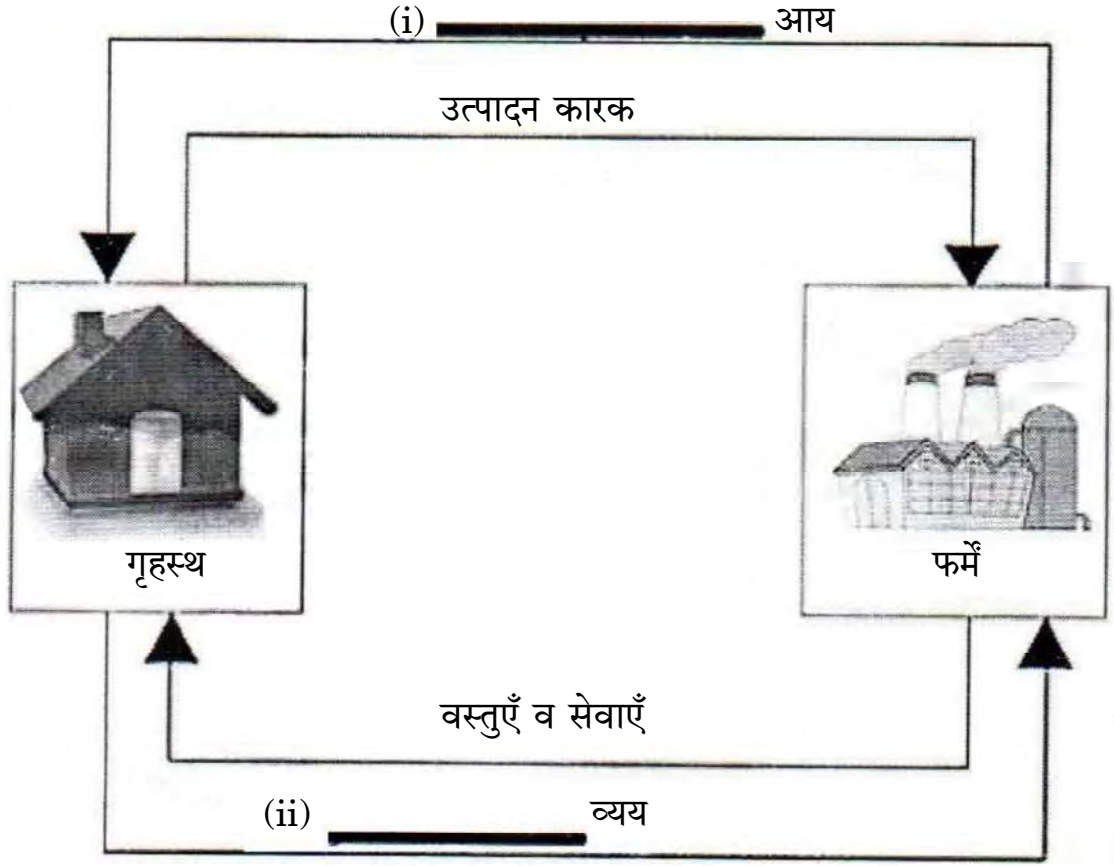 (i) आय
उत्पादन कारक
गृहस्थ
फर्में
वस्तुएँ व सेवाएँ
(ii) व्यय